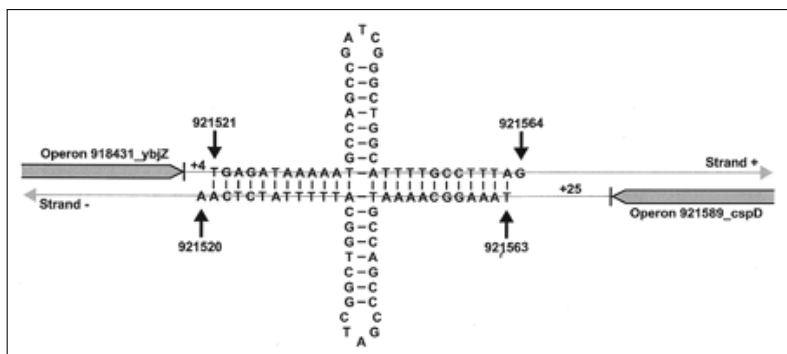 T
A C
G G
C–G
C–G
G–C
A–T
C–G
921521 C–G 921564
Operon 918431_ybjZ G–C
+4 TGAGATAAAAAT–ATTTTGCCTTTAG Strand +
Strand - AACTCTATTTTTA–TAAAACGGAAAT +25
C–G Operon 921589_cspD
921520 G–C 921563
G–C
T–A
C–G
G–C
G–C
C C
T G
A